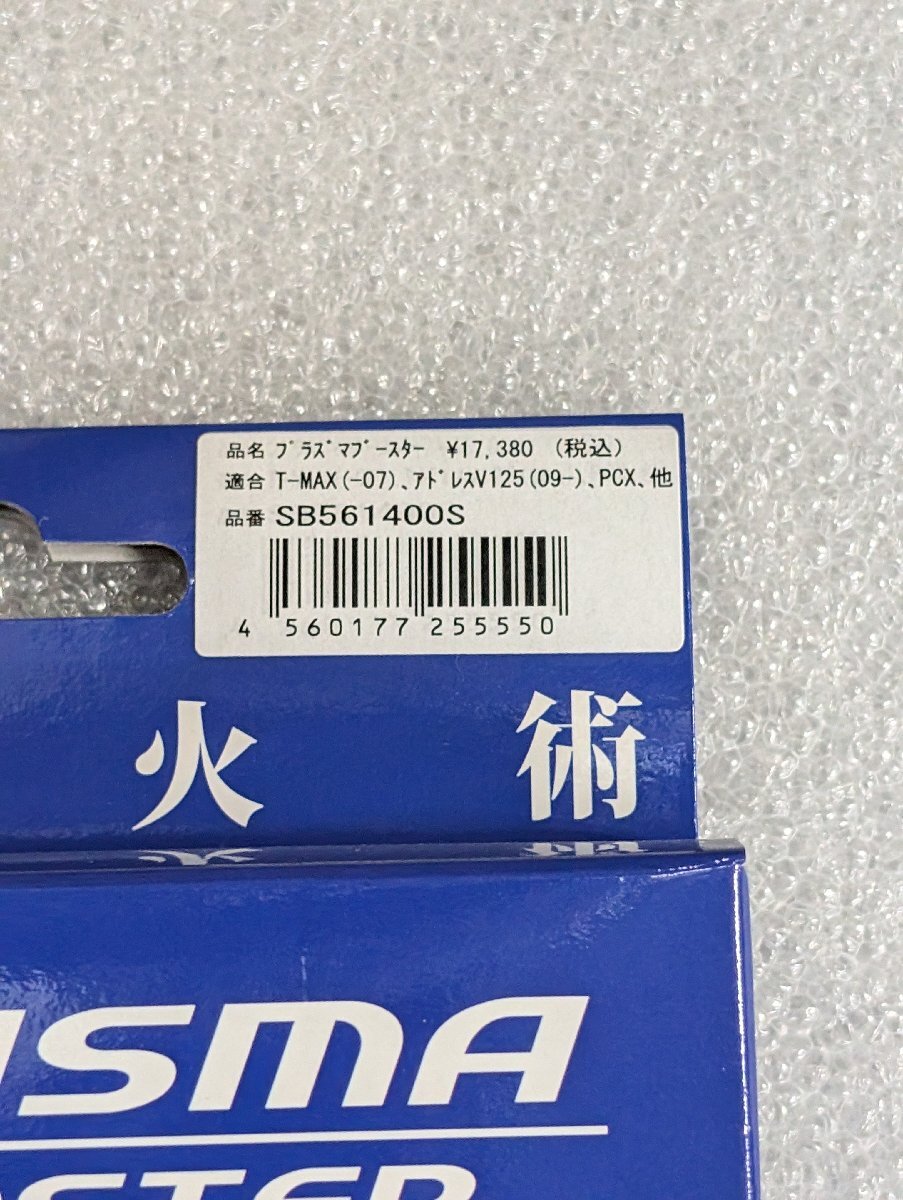 品名 プラズマブースター ¥17,380 (税込)
適合 T-MAX(-07)、アドレスV125(09-)、PCX、他
品番 SB561400S
4 560177 255550
火 術
ASMA